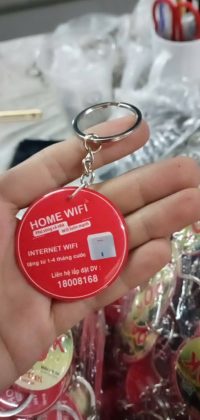 HOME WIFI
INTERNET WIFI
tặng từ 1-4 tháng cước
Liên hệ lắp đặt DV :
18008168